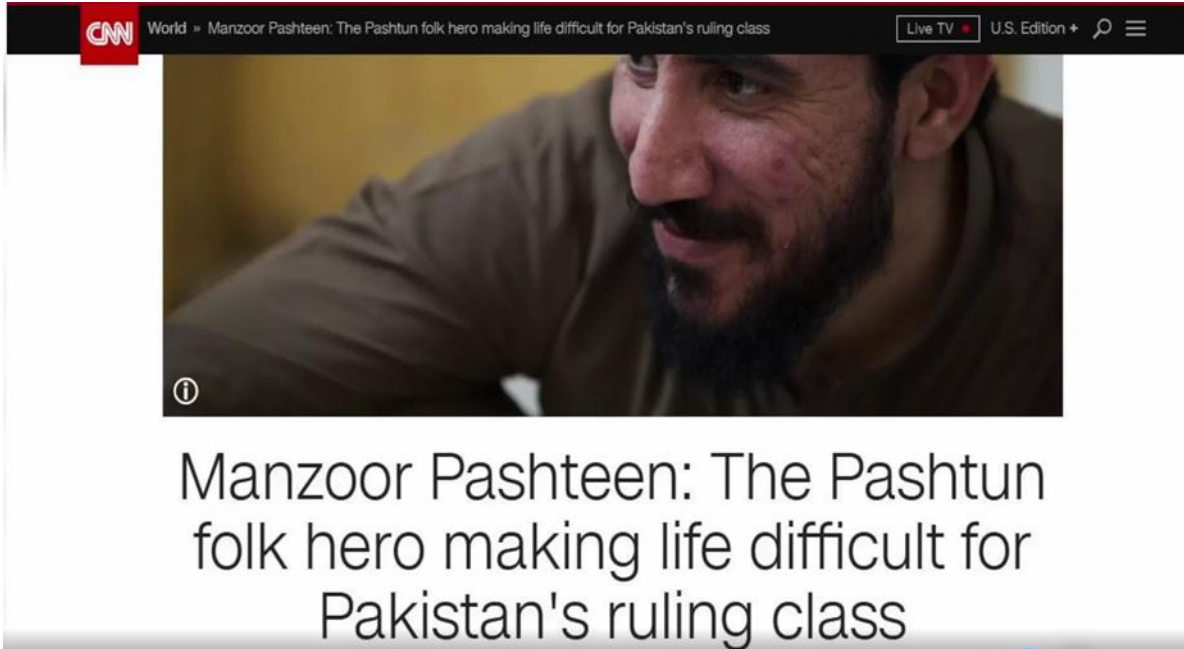 CNN World » Manzoor Pashteen: The Pashtun folk hero making life difficult for Pakistan's ruling class Live TV U.S. Edition +
Manzoor Pashteen: The Pashtun
folk hero making life difficult for
Pakistan's ruling class